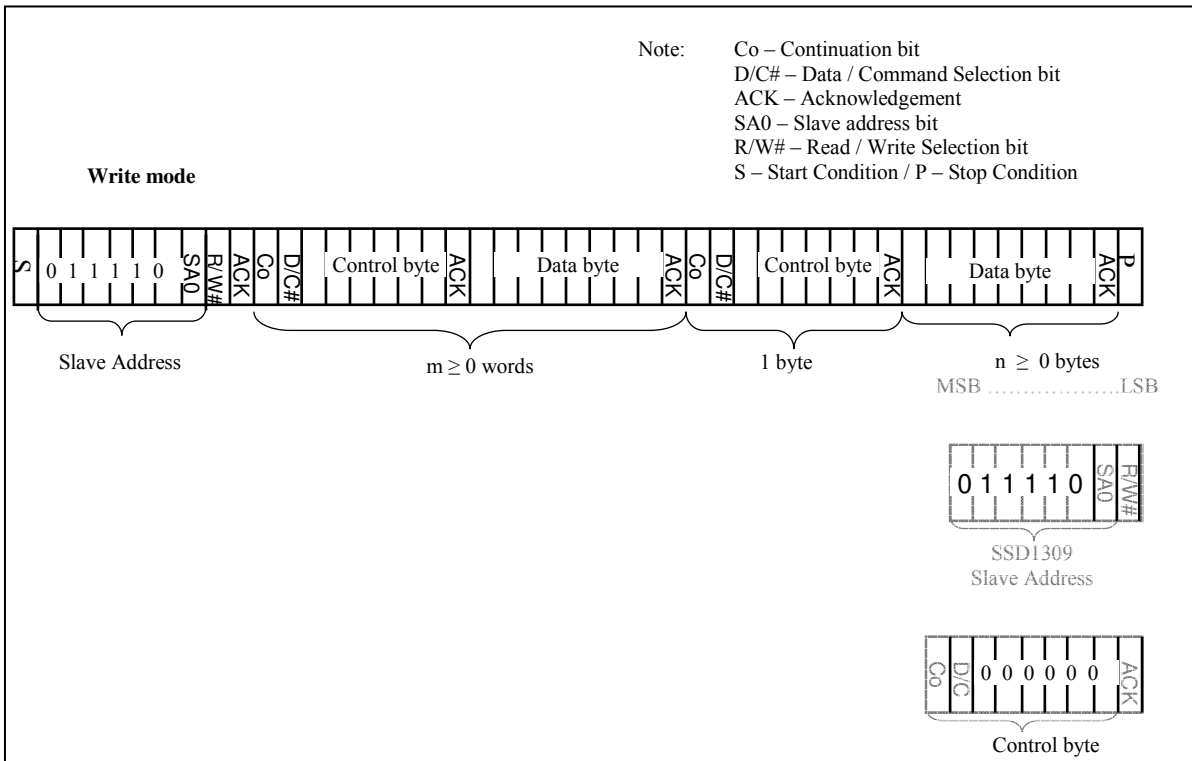 Note: Co – Continuation bit
D/C# – Data / Command Selection bit
ACK – Acknowledgement
SA0 – Slave address bit
R/W# – Read / Write Selection bit
S – Start Condition / P – Stop Condition
Write mode
S 0 1 1 1 1 0 SA0 R/W# ACK Co D/C# Control byte ACK Data byte ACK Co D/C# Control byte ACK Data byte ACK P
Slave Address m ≥ 0 words 1 byte n ≥ 0 bytes
MSB ………………….LSB
0 1 1 1 1 0 SA0 R/W#
SSD1309
Slave Address
Co D/C 0 0 0 0 0 0 ACK
Control byte